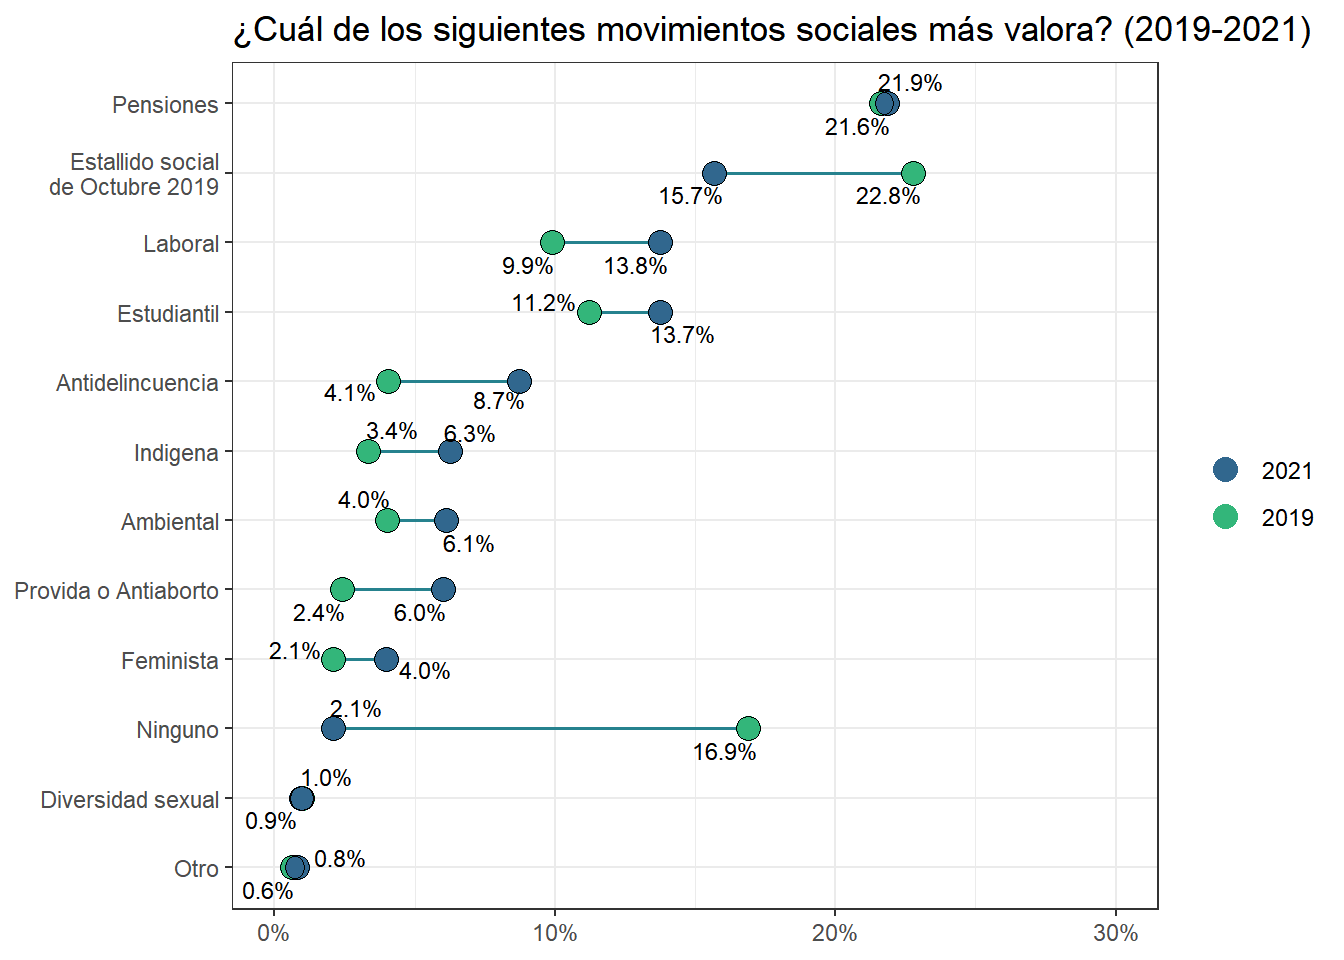 ¿Cuál de los siguientes movimientos sociales más valora? (2019-2021)
Pensiones
21.9%
21.6%
Estallido social
de Octubre 2019
15.7%
22.8%
Laboral
9.9%
13.8%
Estudiantil
11.2%
13.7%
Antidelincuencia
4.1%
8.7%
Indigena
3.4%
6.3%
Ambiental
4.0%
6.1%
Provida o Antiaborto
2.4%
6.0%
Feminista
2.1%
4.0%
Ninguno
2.1%
16.9%
Diversidad sexual
1.0%
0.9%
Otro
0.8%
0.6%
0%
10%
20%
30%
2021
2019